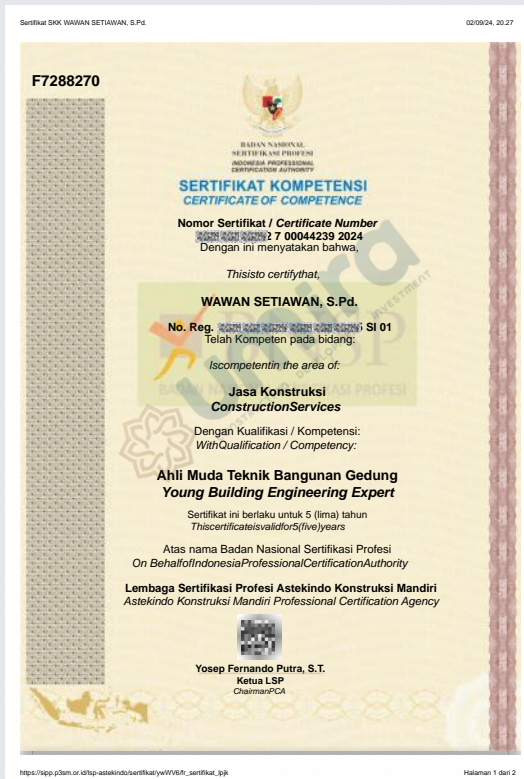 Sertifikat SKK WAWAN SETIAWAN, S.Pd. 02/09/24, 20.27
F7288270
BADAN NASIONAL
SERTIFIKASI PROFESI
INDONESIA PROFESSIONAL
CERTIFICATION AUTHORITY
SERTIFIKAT KOMPETENSI
CERTIFICATE OF COMPETENCE
Nomor Sertifikat / Certificate Number
2 7 00044239 2024
Dengan ini menyatakan bahwa,
Thisisto certifythat,
WAWAN SETIAWAN, S.Pd.
No. Reg. SI 01
Telah Kompeten pada bidang:
Iscompetentin the area of:
Jasa Konstruksi
ConstructionServices
Dengan Kualifikasi / Kompetensi:
WithQualification / Competency:
Ahli Muda Teknik Bangunan Gedung
Young Building Engineering Expert
Sertifikat ini berlaku untuk 5 (lima) tahun
Thiscertificateisvalidfor5(five)years
Atas nama Badan Nasional Sertifikasi Profesi
On BehalfofIndonesiaProfessionalCertificationAuthority
Lembaga Sertifikasi Profesi Astekindo Konstruksi Mandiri
Astekindo Konstruksi Mandiri Professional Certification Agency
Yosep Fernando Putra, S.T.
Ketua LSP
ChairmanPCA
https://sipp.p3sm.or.id/lsp-astekindo/sertifikat/ywWV6/fr_sertifikat_lpjk Halaman 1 dari 2